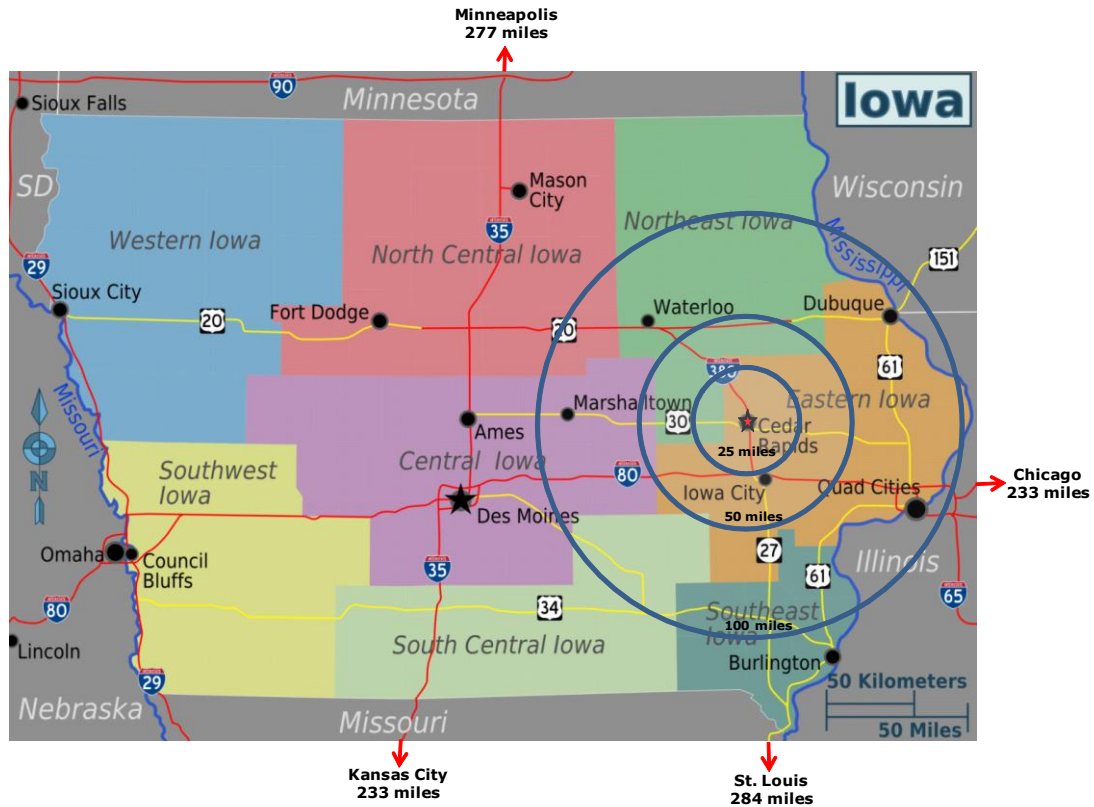 Minneapolis
277 miles
90
Minnesota
Iowa
Sioux Falls
SD
Mason
City
Wisconsin
Northeast Iowa
35
Western Iowa
North Central Iowa
Mississippi
151
29
Sioux City
20
Fort Dodge
20
Waterloo
Dubuque
61
380
Missouri
Marshalltown
Eastern Iowa
30
Cedar
Rapids
Ames
25 miles
Central Iowa
Southwest
Iowa
80
N
Iowa City
Quad Cities
Chicago
233 miles
Des Moines
50 miles
Omaha
Council
Bluffs
27
Illinois
35
61
80
34
65
Southeast
Iowa
100 miles
Lincoln
South Central Iowa
Burlington
29
50 Kilometers
Nebraska
Missouri
50 Miles
Kansas City
233 miles
St. Louis
284 miles